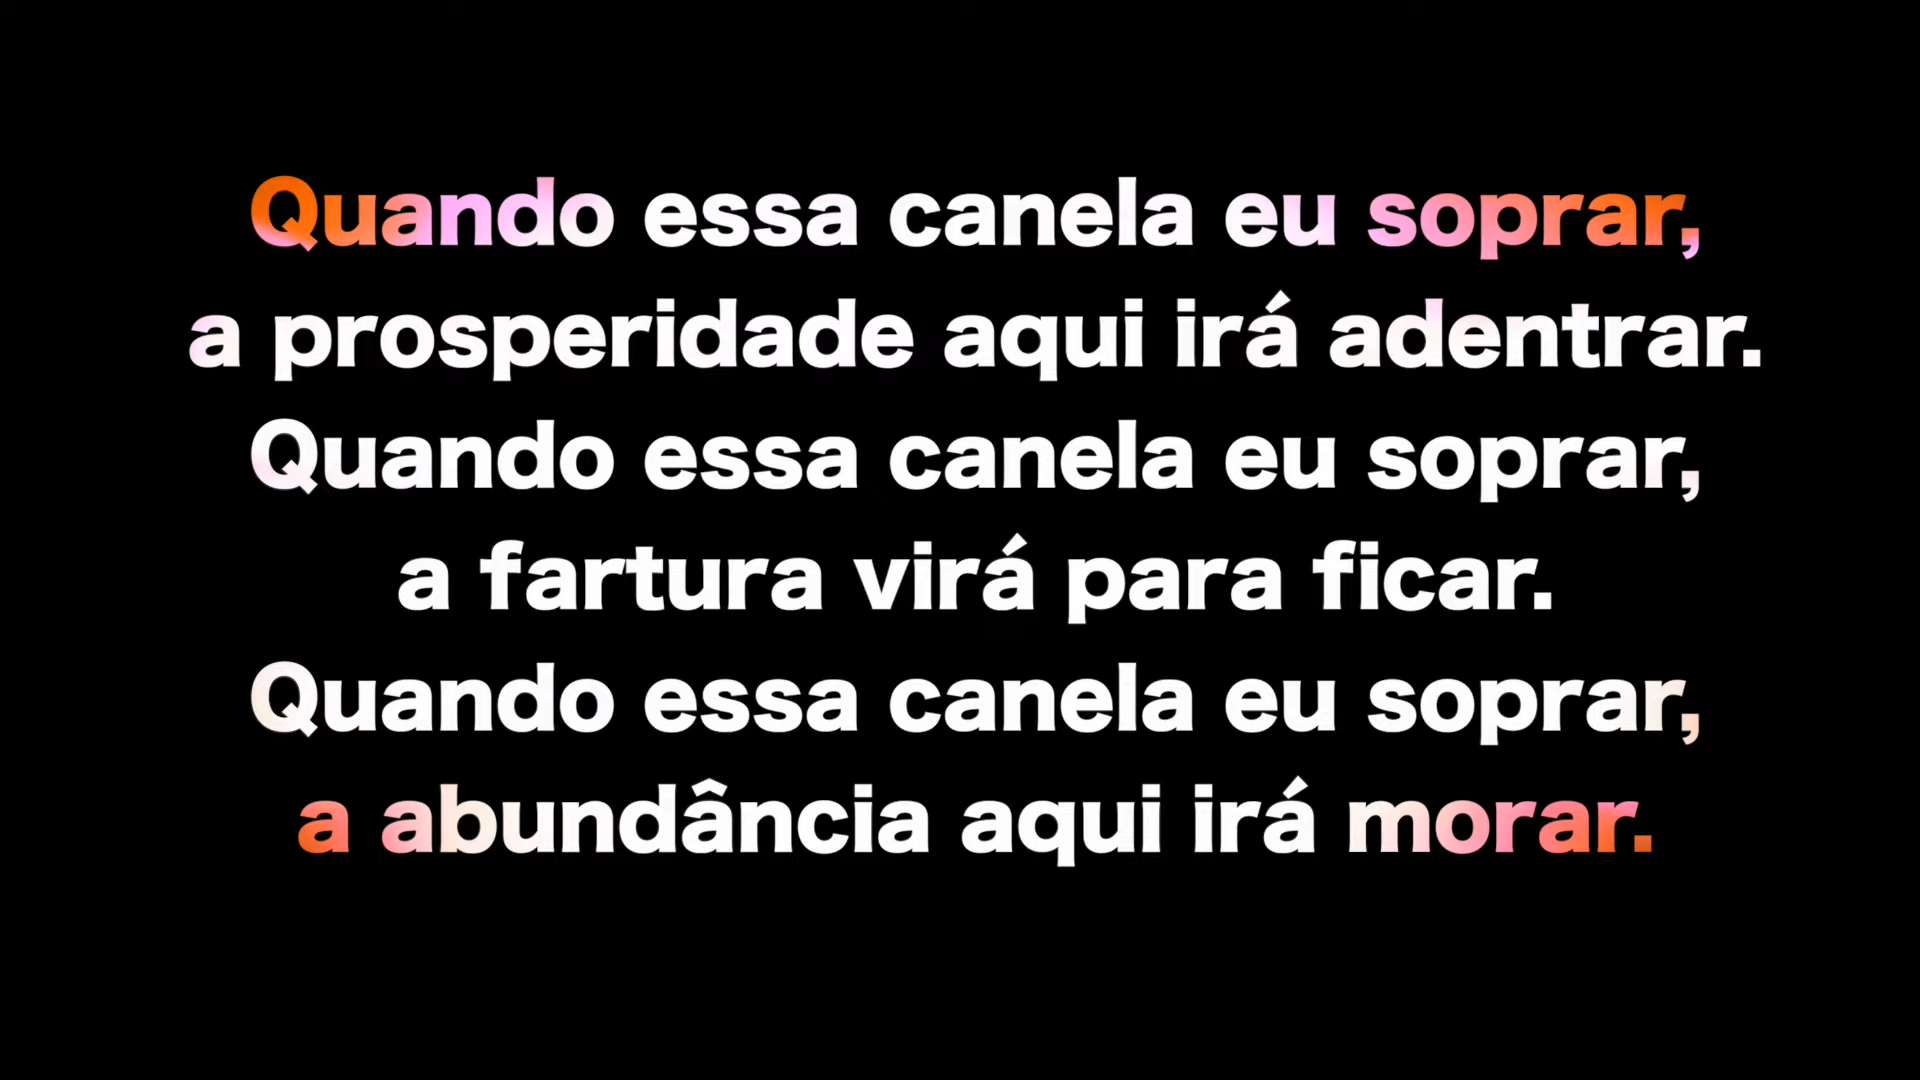 Quando essa canela eu soprar,
a prosperidade aqui irá adentrar.
Quando essa canela eu soprar,
a fartura virá para ficar.
Quando essa canela eu soprar,
a abundância aqui irá morar.